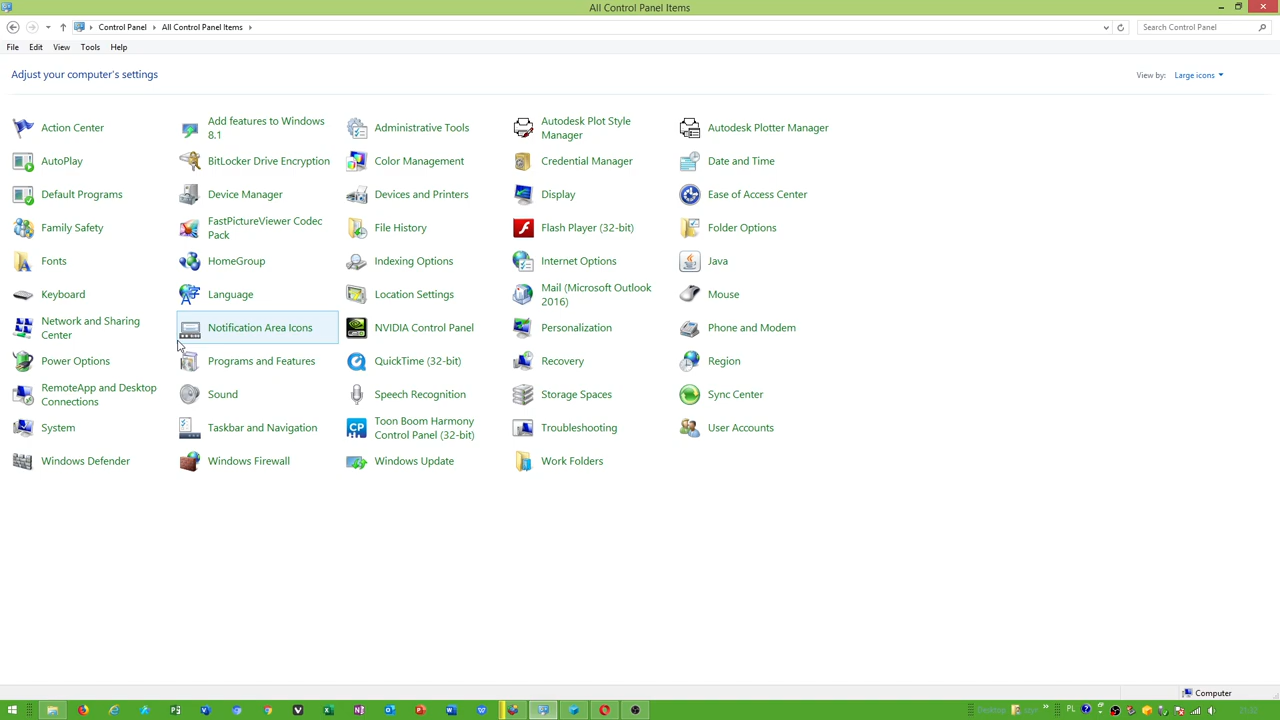 All Control Panel Items
Control Panel
All Control Panel Items
Search Control Panel
File Edit View Tools Help
Adjust your computer's settings
View by: Large icons
Action Center
Add features to Windows
8.1
Administrative Tools
Autodesk Plot Style
Manager
Autodesk Plotter Manager
AutoPlay
BitLocker Drive Encryption
Color Management
Credential Manager
Date and Time
Default Programs
Device Manager
Devices and Printers
Display
Ease of Access Center
Family Safety
FastPictureViewer Codec
Pack
File History
Flash Player (32-bit)
Folder Options
Fonts
HomeGroup
Indexing Options
Internet Options
Java
Keyboard
Language
Location Settings
Mail (Microsoft Outlook
2016)
Mouse
Network and Sharing
Center
Notification Area Icons
NVIDIA Control Panel
Personalization
Phone and Modem
Power Options
Programs and Features
QuickTime (32-bit)
Recovery
Region
RemoteApp and Desktop
Connections
Sound
Speech Recognition
Storage Spaces
Sync Center
System
Taskbar and Navigation
Toon Boom Harmony
Control Panel (32-bit)
Troubleshooting
User Accounts
Windows Defender
Windows Firewall
Windows Update
Work Folders
Computer
Desktop
PL